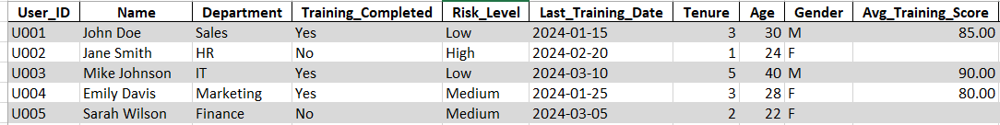 User_ID Name Department Training_Completed Risk_Level Last_Training_Date Tenure Age Gender Avg_Training_Score
U001 John Doe Sales Yes Low 2024-01-15 3 30 M 85.00
U002 Jane Smith HR No High 2024-02-20 1 24 F
U003 Mike Johnson IT Yes Low 2024-03-10 5 40 M 90.00
U004 Emily Davis Marketing Yes Medium 2024-01-25 3 28 F 80.00
U005 Sarah Wilson Finance No Medium 2024-03-05 2 22 F